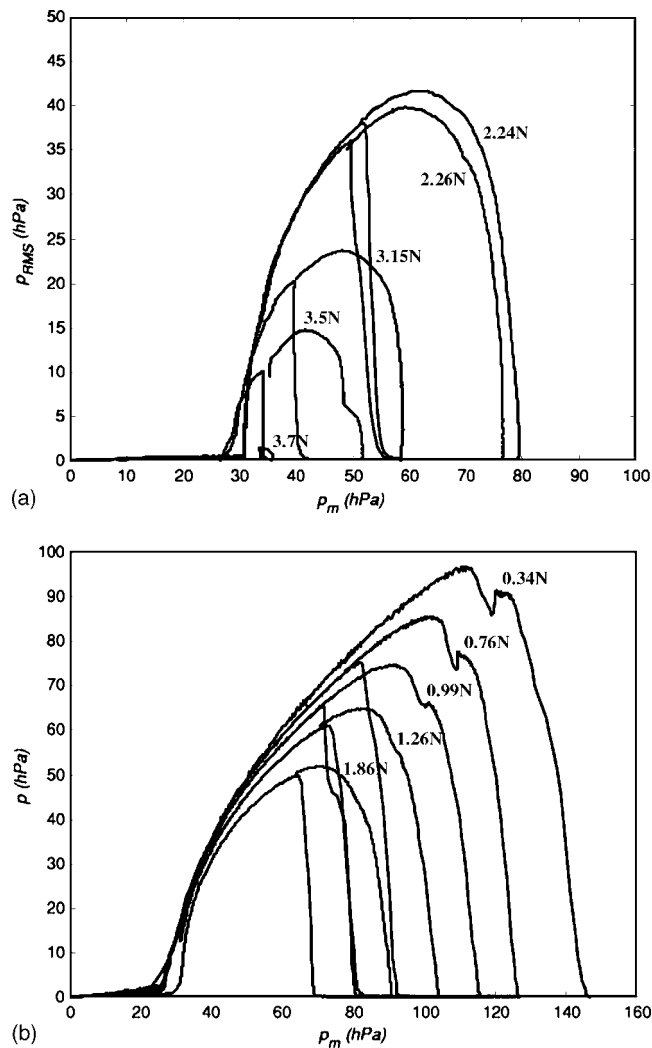 50
45
40
35
30
25
20
15
10
5
0
p_RMS (hPa)
2.24N
2.26N
3.15N
3.5N
3.7N
0 10 20 30 40 50 60 70 80 90 100
(a) p_m (hPa)
100
90
80
70
60
50
40
30
20
10
0
p (hPa)
0.34N
0.76N
0.99N
1.26N
1.86N
0 20 40 60 80 100 120 140 160
(b) p_m (hPa)